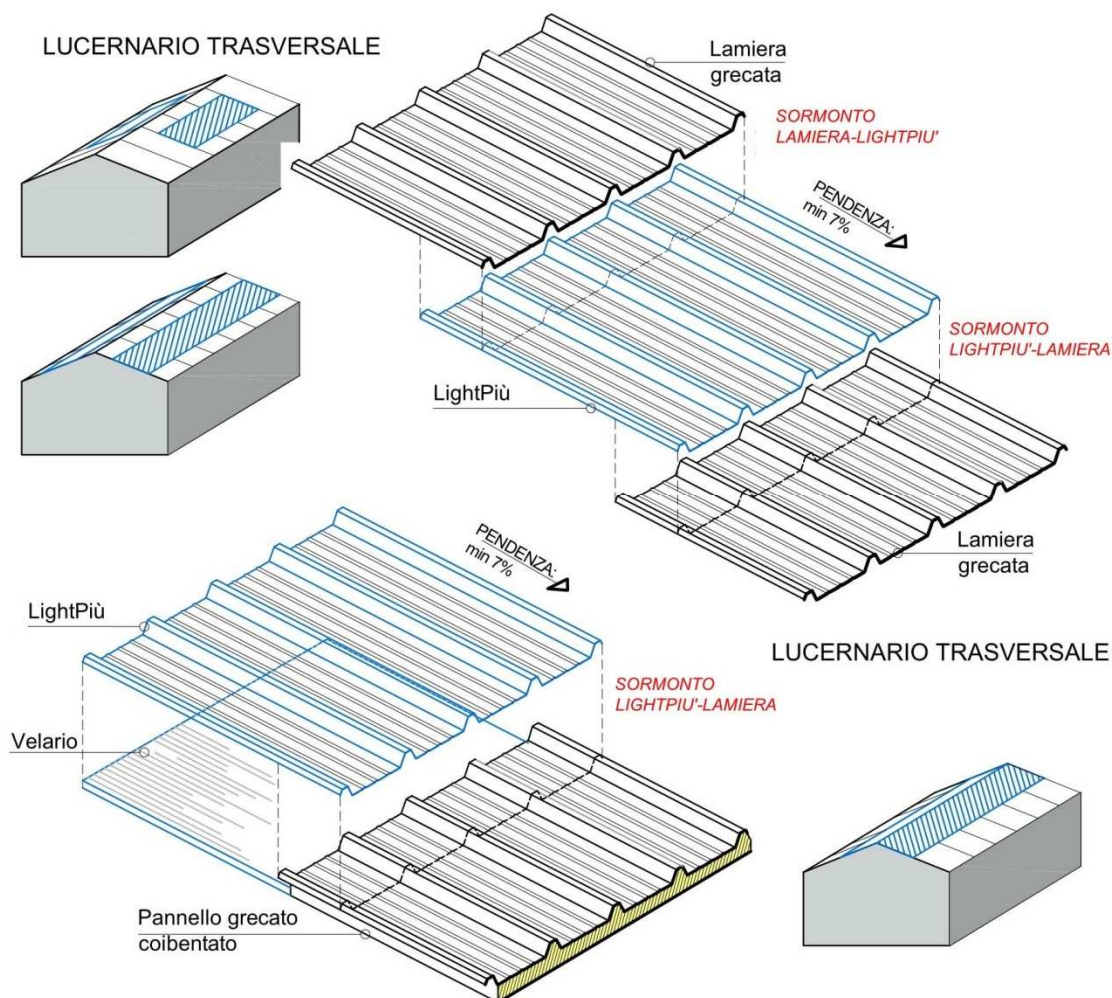 LUCERNARIO TRASVERSALE
Lamiera
grecata
SORMONTO
LAMIERA-LIGHTPIU'
PENDENZA:
min 7%
SORMONTO
LIGHTPIU'-LAMIERA
LightPiù
Lamiera
grecata
PENDENZA:
min 7%
LightPiù
LUCERNARIO TRASVERSALE
SORMONTO
LIGHTPIU'-LAMIERA
Velario
Pannello grecato
coibentato